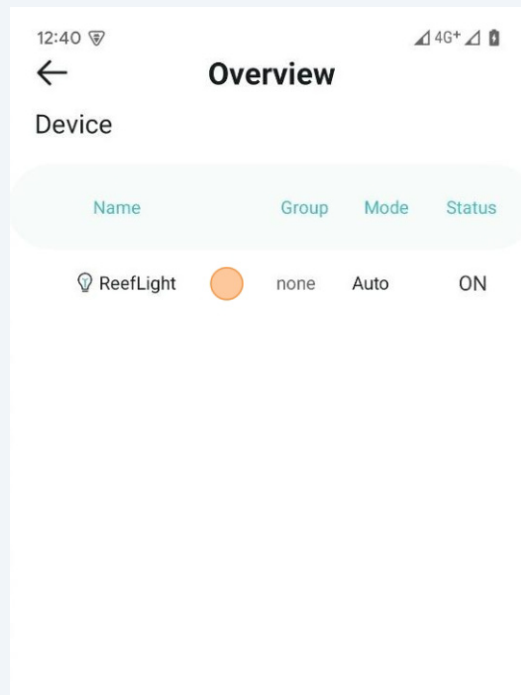 12:40 4G+
Overview
Device
Name Group Mode Status
ReefLight none Auto ON